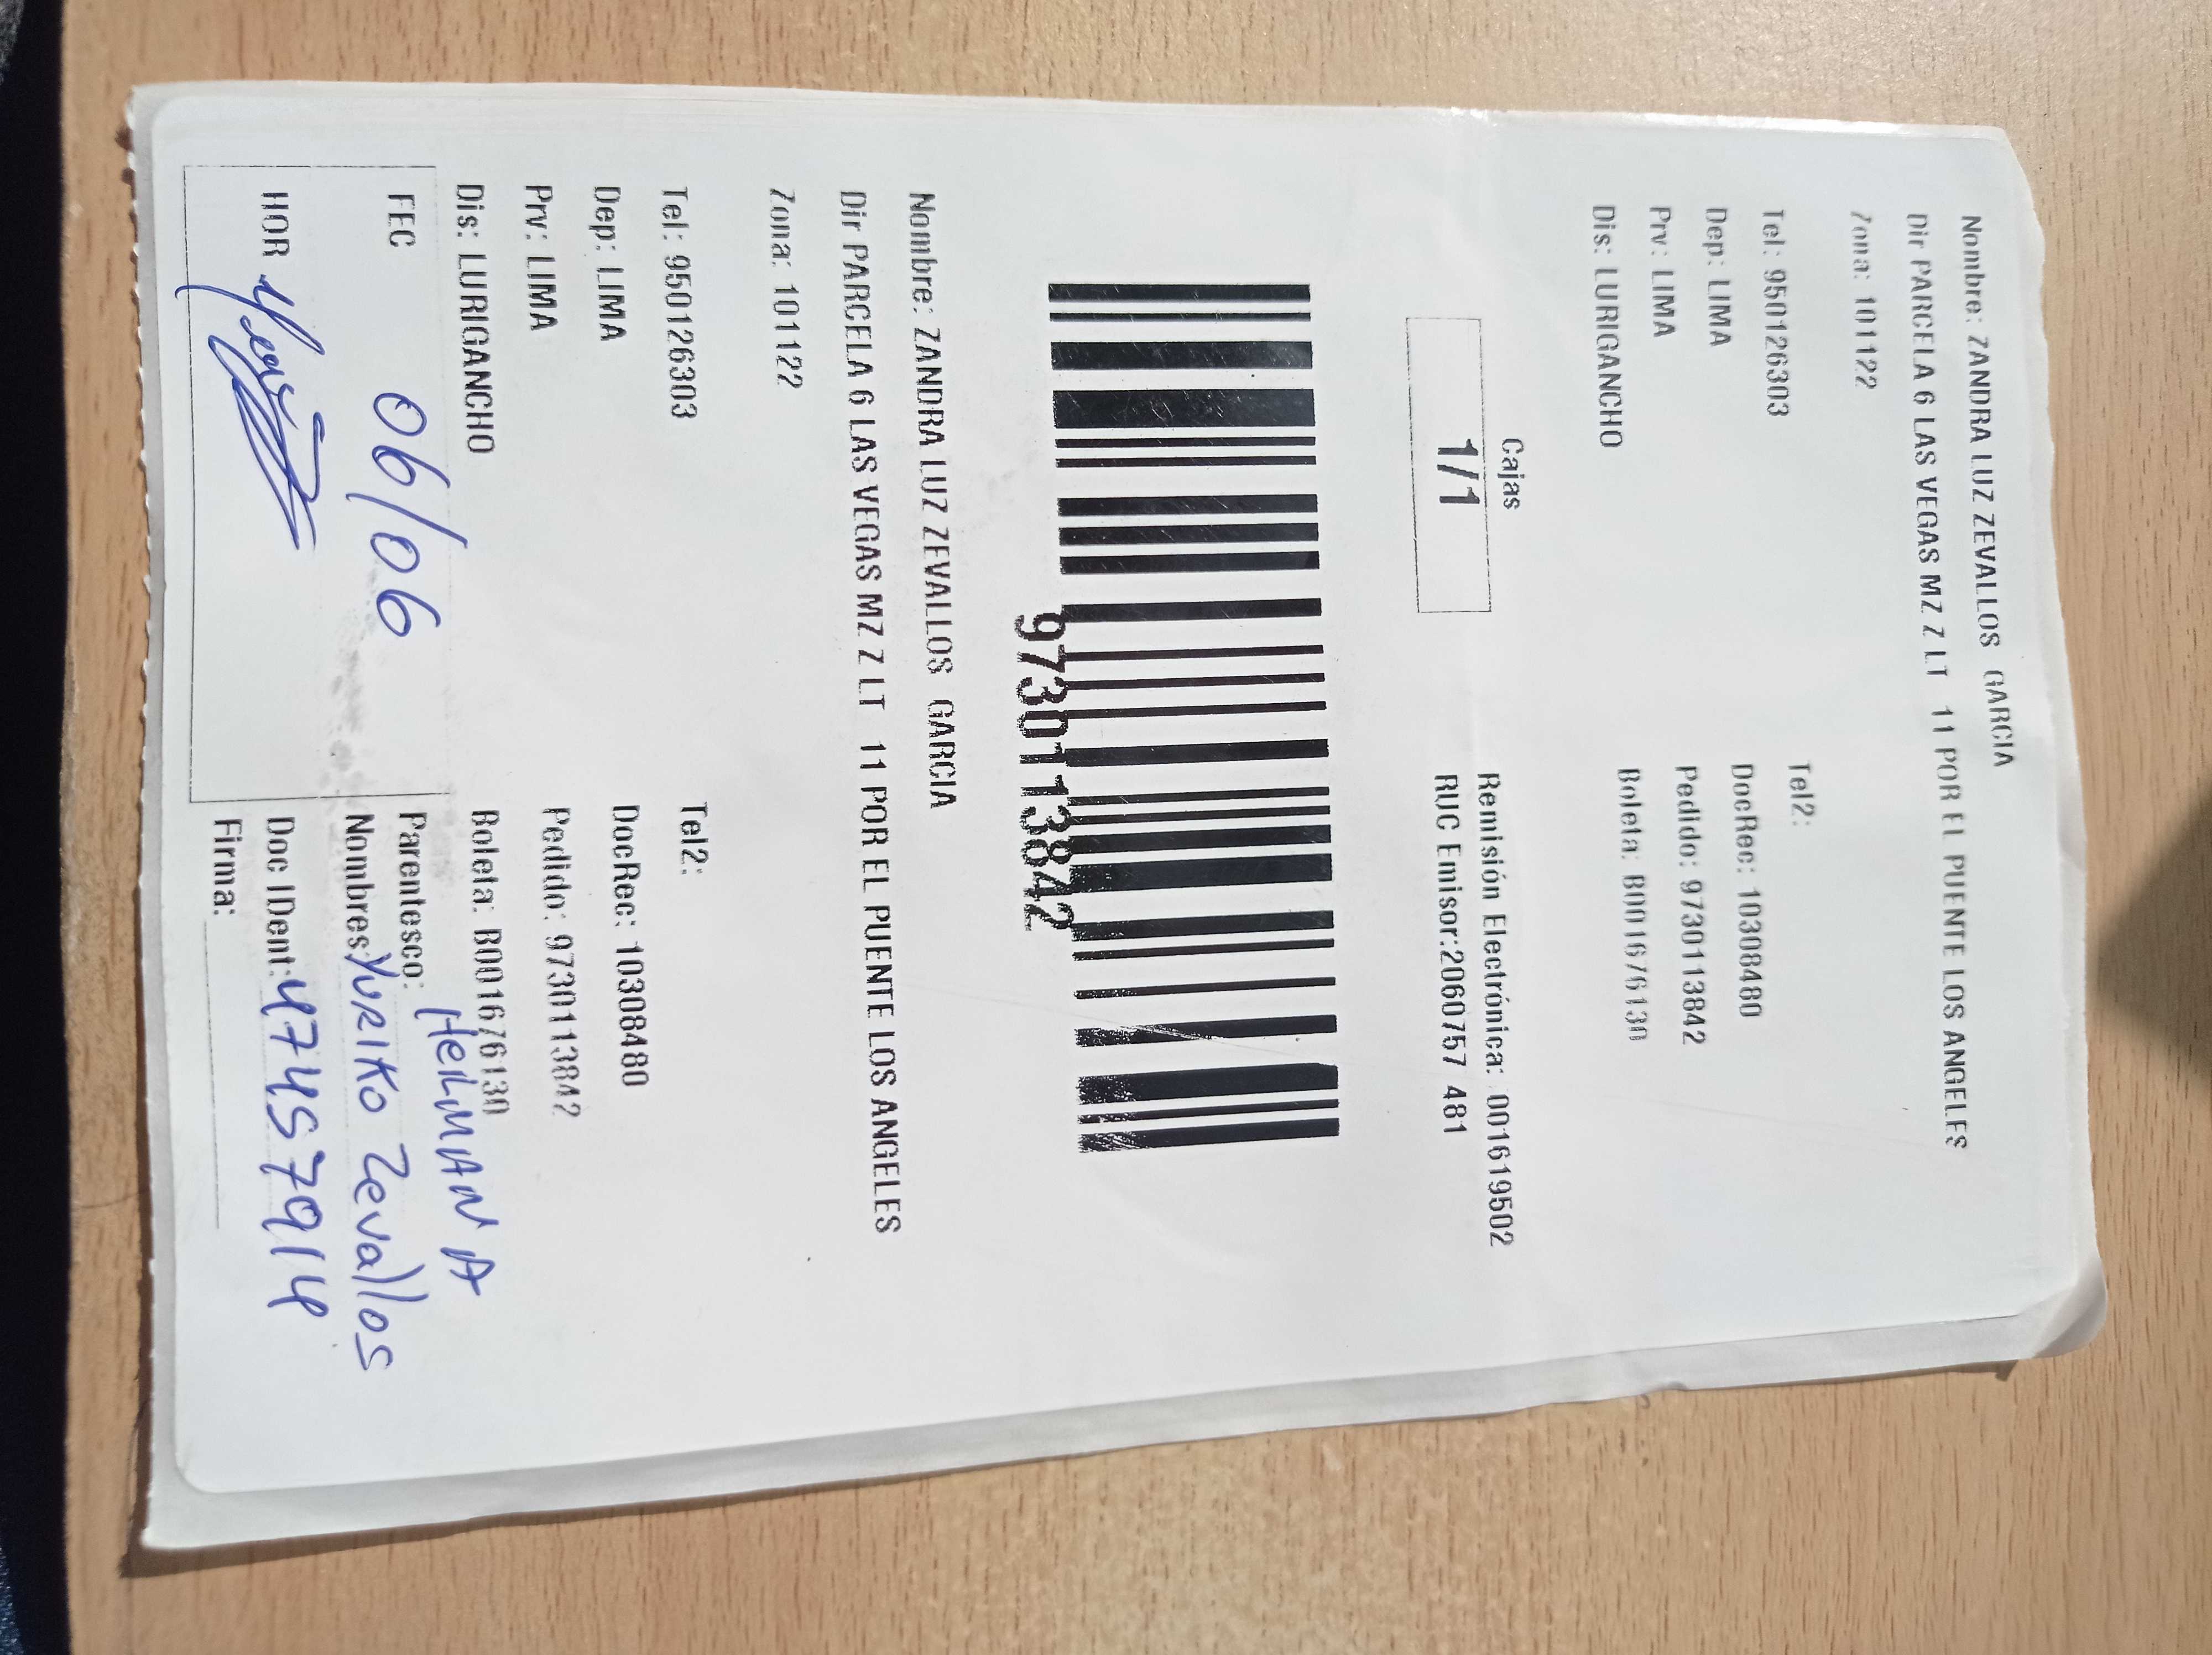 Nombre: ZANDRA LUZ ZEVALLOS GARCIA
Dir PARCELA 6 LAS VEGAS MZ Z LT 11 POR EL PUENTE LOS ANGELES
Zona: 101122
Tel: 950126303 Tel2:
Dep: LIMA DocRec: 10308480
Prv: LIMA Pedido: 9730113842
Dis: LURIGANCHO Boleta: B001676130
Cajas Remisión Electrónica: 001619502
1/1 RUC Emisor:2060757 481
9730113842
Nombre: ZANDRA LUZ ZEVALLOS GARCIA
Dir PARCELA 6 LAS VEGAS MZ Z LT 11 POR EL PUENTE LOS ANGELES
Zona: 101122
Tel: 950126303 Tel2:
Dep: LIMA DocRec: 10308480
Prv: LIMA Pedido: 9730113842
Dis: LURIGANCHO Boleta: B001676130
FEC 06/06 Parentesco: HERMANA
Nombres: YURIKO Zevallos
HOR Doc IDent: 47457914
Firma: